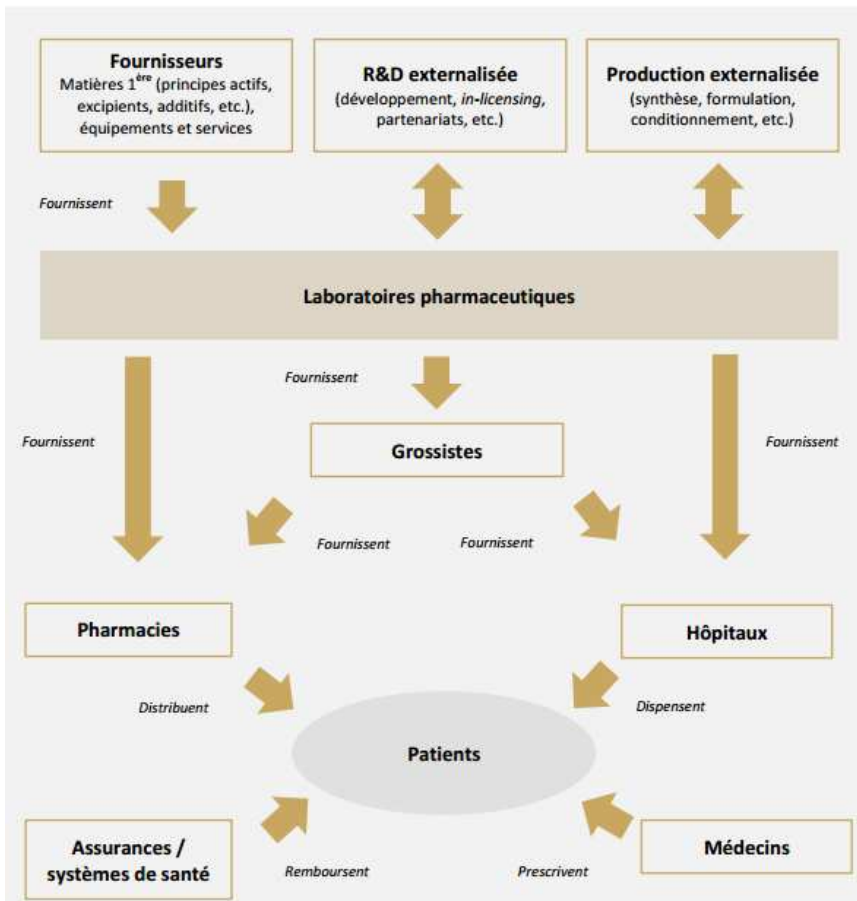 Fournisseurs
Matières 1ère (principes actifs,
excipients, additifs, etc.),
équipements et services
R&D externalisée
(développement, in-licensing,
partenariats, etc.)
Production externalisée
(synthèse, formulation,
conditionnement, etc.)
Fournissent
Laboratoires pharmaceutiques
Fournissent
Fournissent
Fournissent
Grossistes
Fournissent
Fournissent
Pharmacies
Hôpitaux
Distribuent
Dispensent
Patients
Assurances /
systèmes de santé
Médecins
Remboursent
Prescrivent